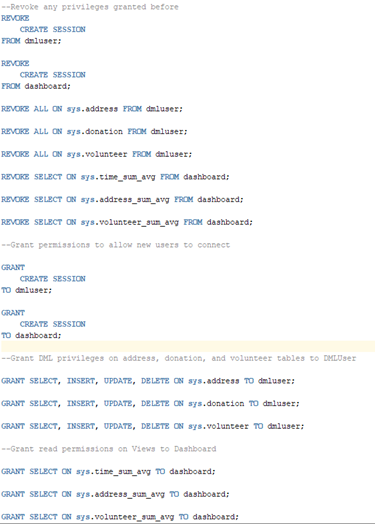 --Revoke any privileges granted before
REVOKE
CREATE SESSION
FROM dmluser;
REVOKE
CREATE SESSION
FROM dashboard;
REVOKE ALL ON sys.address FROM dmluser;
REVOKE ALL ON sys.donation FROM dmluser;
REVOKE ALL ON sys.volunteer FROM dmluser;
REVOKE SELECT ON sys.time_sum_avg FROM dashboard;
REVOKE SELECT ON sys.address_sum_avg FROM dashboard;
REVOKE SELECT ON sys.volunteer_sum_avg FROM dashboard;
--Grant permissions to allow new users to connect
GRANT
CREATE SESSION
TO dmluser;
GRANT
CREATE SESSION
TO dashboard;
--Grant DML privileges on address, donation, and volunteer tables to DMLUser
GRANT SELECT, INSERT, UPDATE, DELETE ON sys.address TO dmluser;
GRANT SELECT, INSERT, UPDATE, DELETE ON sys.donation TO dmluser;
GRANT SELECT, INSERT, UPDATE, DELETE ON sys.volunteer TO dmluser;
--Grant read permissions on Views to Dashboard
GRANT SELECT ON sys.time_sum_avg TO dashboard;
GRANT SELECT ON sys.address_sum_avg TO dashboard;
GRANT SELECT ON sys.volunteer_sum_avg TO dashboard;